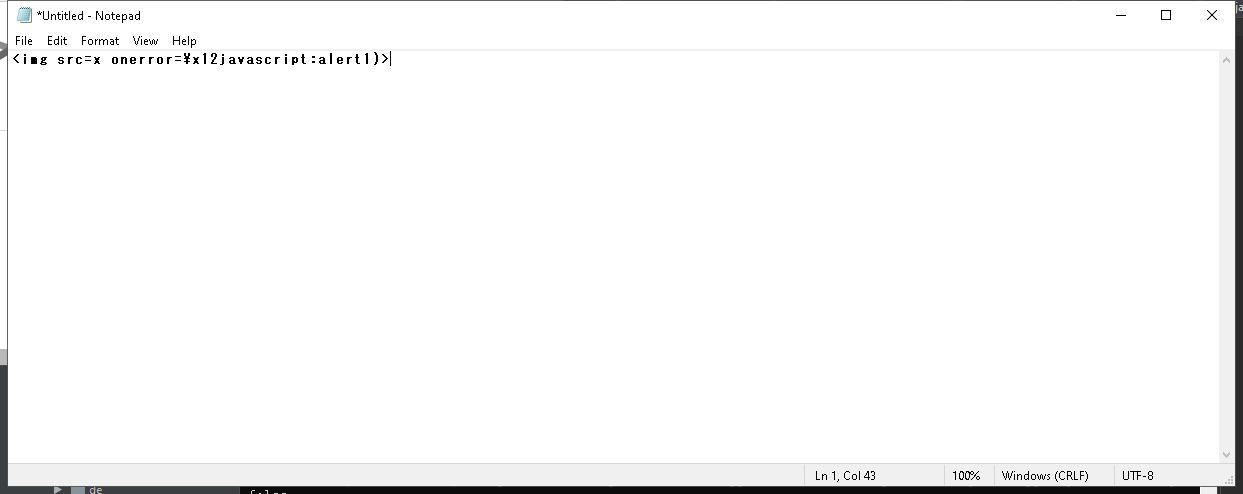 *Untitled - Notepad
File Edit Format View Help
<img src=x onerror=¥x12javascript:alert1)>
Ln 1, Col 43 100% Windows (CRLF) UTF-8
de